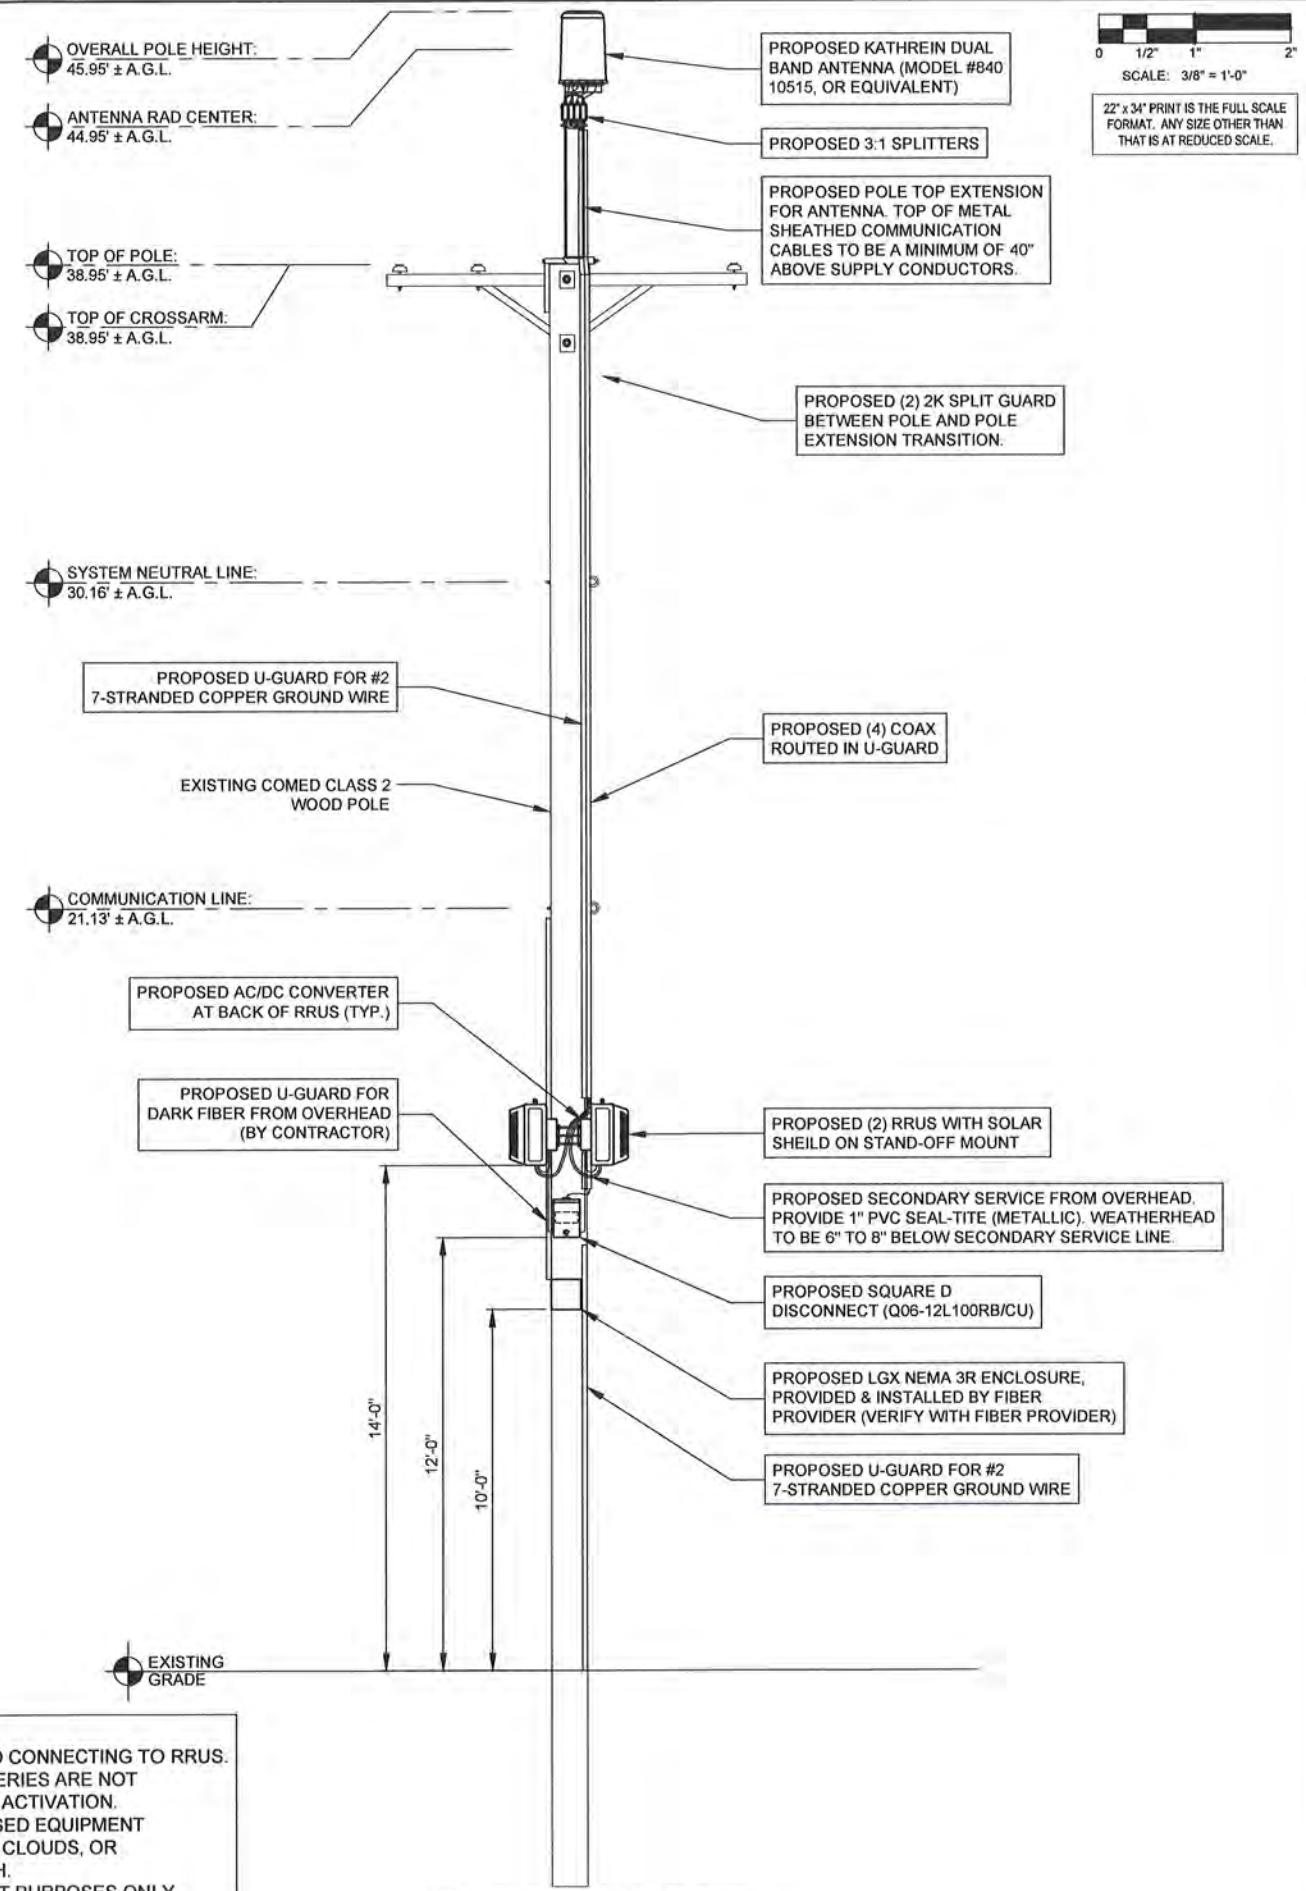 OVERALL POLE HEIGHT:
45.95' ± A.G.L.
ANTENNA RAD CENTER:
44.95' ± A.G.L.
TOP OF POLE:
38.95' ± A.G.L.
TOP OF CROSSARM:
38.95' ± A.G.L.
SYSTEM NEUTRAL LINE:
30.16' ± A.G.L.
PROPOSED U-GUARD FOR #2
7-STRANDED COPPER GROUND WIRE
EXISTING COMED CLASS 2
WOOD POLE
COMMUNICATION LINE:
21.13' ± A.G.L.
PROPOSED AC/DC CONVERTER
AT BACK OF RRUS (TYP.)
PROPOSED U-GUARD FOR
DARK FIBER FROM OVERHEAD
(BY CONTRACTOR)
14'-0"
12'-0"
10'-0"
EXISTING
GRADE
PROPOSED KATHREIN DUAL
BAND ANTENNA (MODEL #840
10515, OR EQUIVALENT)
PROPOSED 3:1 SPLITTERS
PROPOSED POLE TOP EXTENSION
FOR ANTENNA. TOP OF METAL
SHEATHED COMMUNICATION
CABLES TO BE A MINIMUM OF 40"
ABOVE SUPPLY CONDUCTORS.
PROPOSED (2) 2K SPLIT GUARD
BETWEEN POLE AND POLE
EXTENSION TRANSITION.
PROPOSED (4) COAX
ROUTED IN U-GUARD
PROPOSED (2) RRUS WITH SOLAR
SHEILD ON STAND-OFF MOUNT
PROPOSED SECONDARY SERVICE FROM OVERHEAD.
PROVIDE 1" PVC SEAL-TITE (METALLIC). WEATHERHEAD
TO BE 6" TO 8" BELOW SECONDARY SERVICE LINE.
PROPOSED SQUARE D
DISCONNECT (Q06-12L100RB/CU)
PROPOSED LGX NEMA 3R ENCLOSURE,
PROVIDED & INSTALLED BY FIBER
PROVIDER (VERIFY WITH FIBER PROVIDER)
PROPOSED U-GUARD FOR #2
7-STRANDED COPPER GROUND WIRE
0 1/2" 1" 2"
SCALE: 3/8" = 1'-0"
22" x 34" PRINT IS THE FULL SCALE
FORMAT. ANY SIZE OTHER THAN
THAT IS AT REDUCED SCALE.
CONNECTING TO RRUS.
ARE NOT
ACTIVATION.
EQUIPMENT
CLOUDS, OR
PURPOSES ONLY